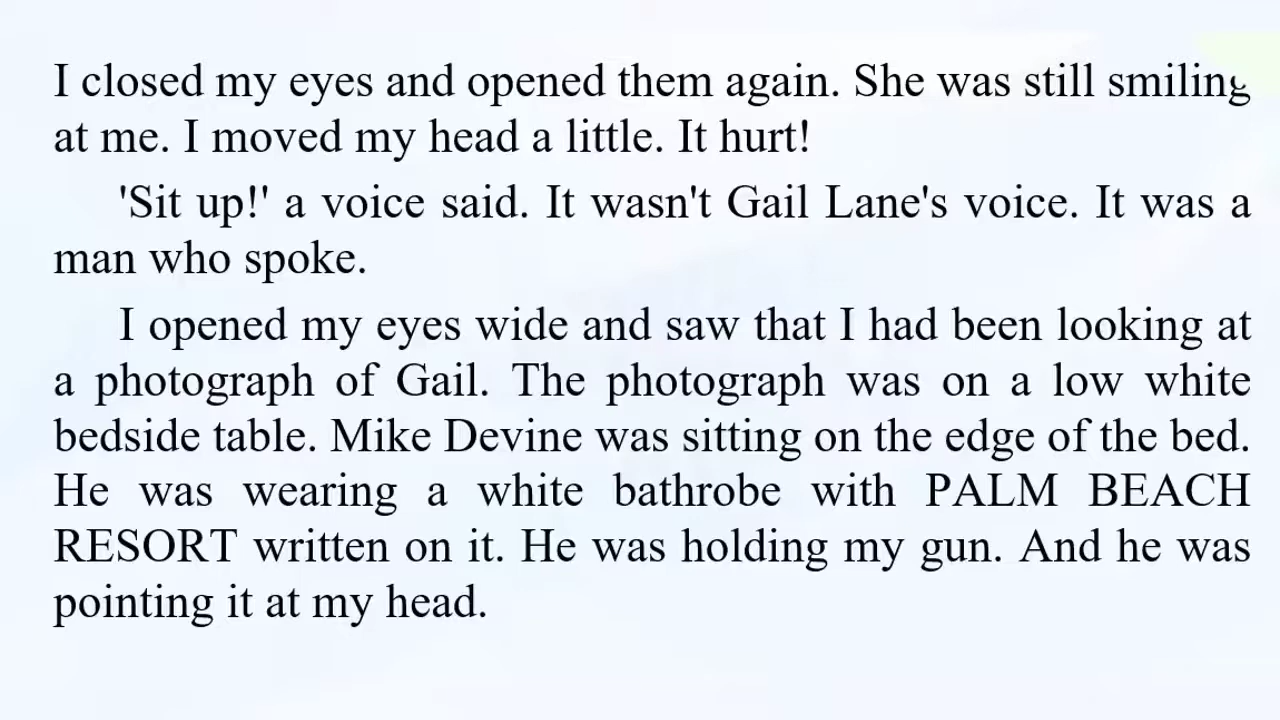 I closed my eyes and opened them again. She was still smiling
at me. I moved my head a little. It hurt!
'Sit up!' a voice said. It wasn't Gail Lane's voice. It was a
man who spoke.
I opened my eyes wide and saw that I had been looking at
a photograph of Gail. The photograph was on a low white
bedside table. Mike Devine was sitting on the edge of the bed.
He was wearing a white bathrobe with PALM BEACH
RESORT written on it. He was holding my gun. And he was
pointing it at my head.